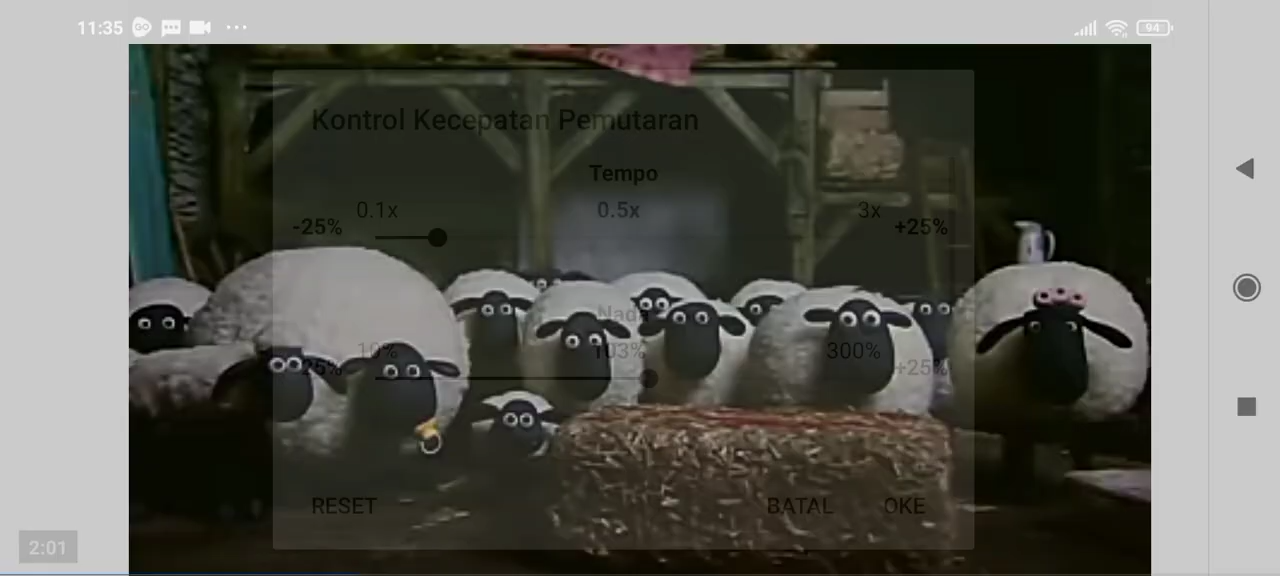 11:35
94
Kontrol Kecepatan Pemutaran
Tempo
0.1x 0.5x 3x
-25% +25%
Nada
10% 103% 300%
-25% +25%
RESET BATAL OKE
2:01